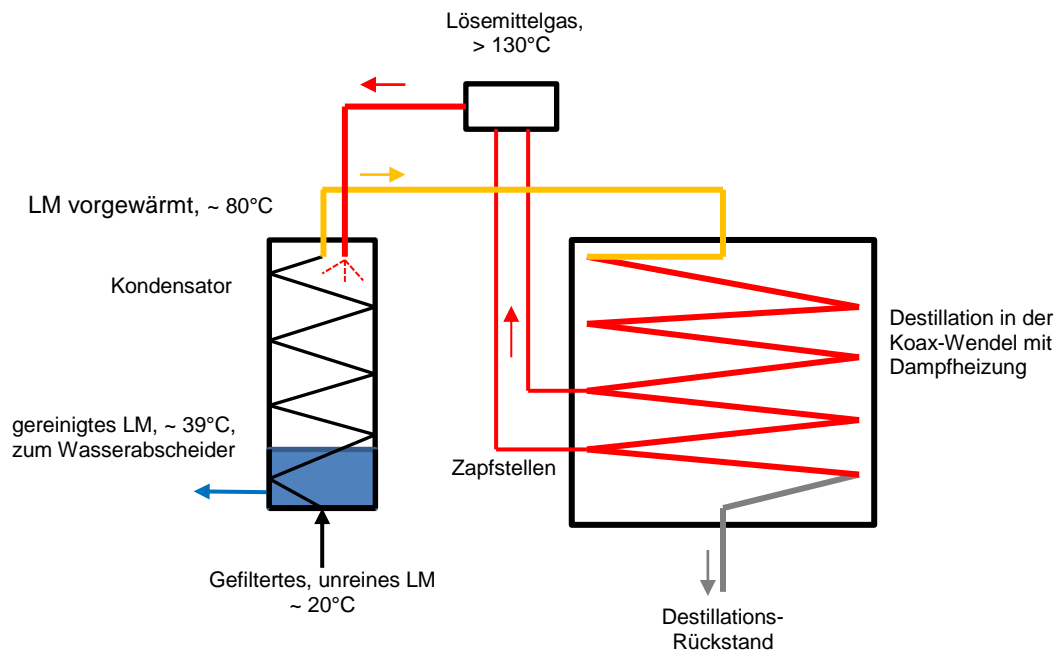 Lösemittelgas,
> 130°C
LM vorgewärmt, ~ 80°C
Kondensator
Destillation in der
Koax-Wendel mit
Dampfheizung
gereinigtes LM, ~ 39°C,
zum Wasserabscheider
Zapfstellen
Gefiltertes, unreines LM
~ 20°C
Destillations-
Rückstand